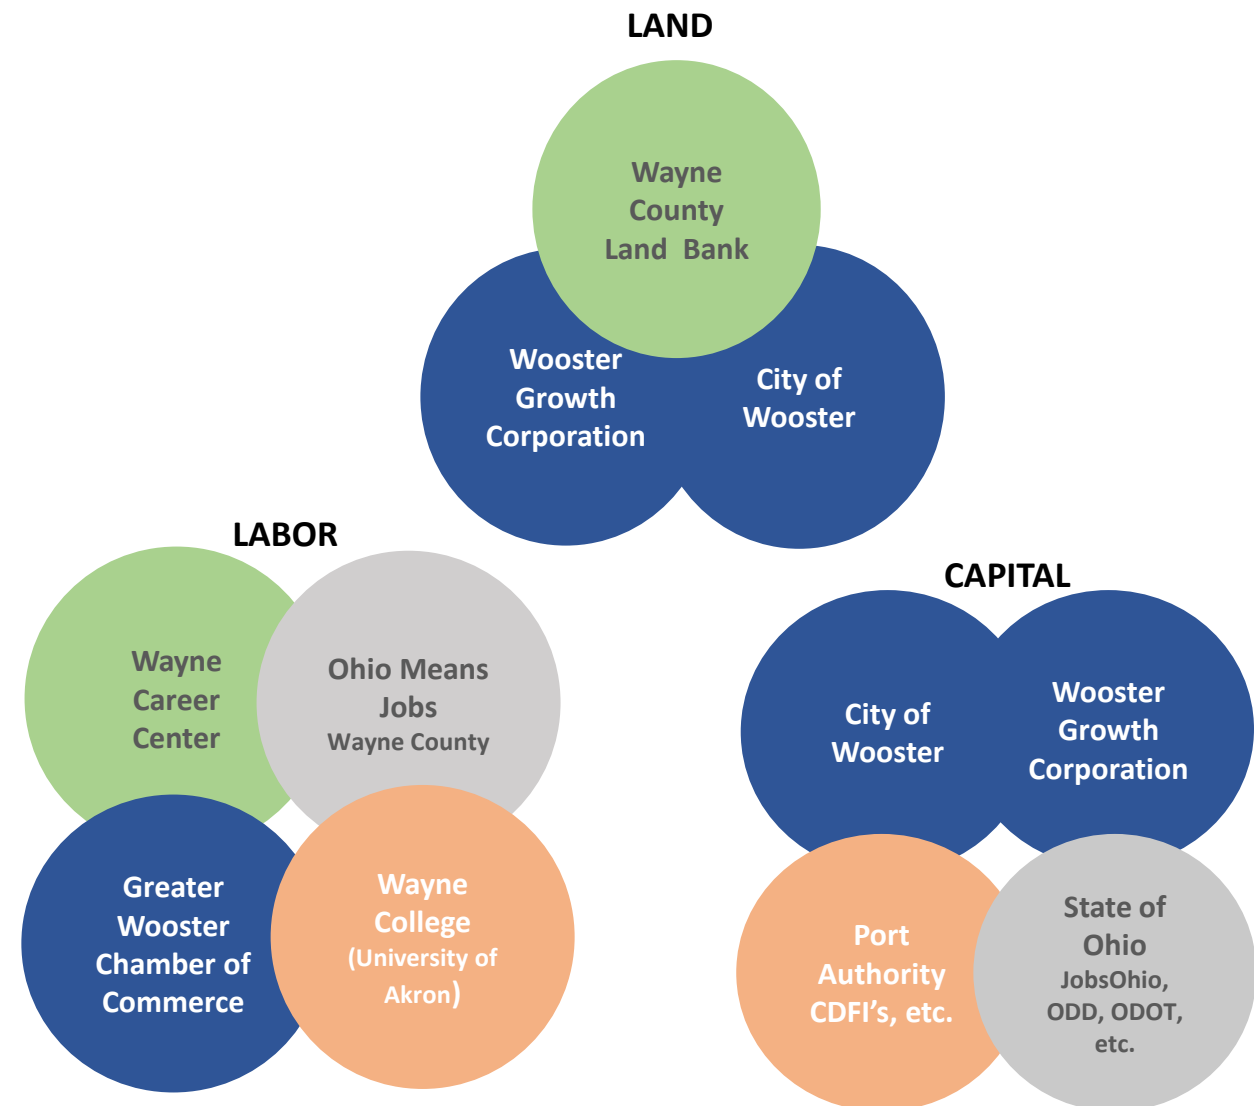 LAND
Wayne
County
Land  Bank
Wooster
Growth
Corporation
City of
Wooster
LABOR
Wayne
Career
Center
Ohio Means
Jobs
Wayne County
Greater
Wooster
Chamber of
Commerce
Wayne
College
(University of
Akron)
CAPITAL
City of
Wooster
Wooster
Growth
Corporation
Port
Authority
CDFI's, etc.
State of
Ohio
JobsOhio,
ODD, ODOT,
etc.